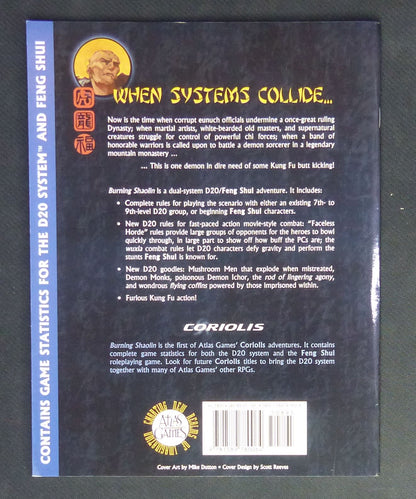 CONTAINS GAME STATISTICS FOR THE D20 SYSTEM™ AND FENG SHUI
虎
龍
福
WHEN SYSTEMS COLLIDE...
Now is the time when corrupt eunuch officials undermine a once-great ruling
Dynasty; when martial artists, white-bearded old masters, and supernatural
creatures struggle for control of powerful chi forces; when a band of
honorable warriors is called upon to battle a demon sorcerer in a legendary
mountain monastery ...
... This is one demon in dire need of some Kung Fu butt kicking!
Burning Shaolin is a dual-system D20/Feng Shui adventure. It includes:
• Complete rules for playing the scenario with either an existing 7th- to
9th-level D20 group, or beginning Feng Shui characters.
• New D20 rules for fast-paced action movie-style combat: "Faceless
Horde" rules provide large groups of opponents for the heroes to bowl
quickly through, in large part to show off how buff the PCs are; the
wuxia combat rules let D20 characters defy gravity and perform the
stunts Feng Shui is known for.
• New D20 goodies: Mushroom Men that explode when mistreated,
Demon Monks, poisonous Demon Ichor, the rod of lingering agony,
and wondrous flying coffins powered by those imprisoned within.
• Furious Kung Fu action!
CORIOLIS
Burning Shaolin is the first of Atlas Games' Coriolis adventures. It contains
complete game statistics for both the D20 system and the Feng Shui
roleplaying game. Look for future Coriolis titles to bring the D20 system
together with many of Atlas Games' other RPGs.
CHARTING NEW REALMS OF IMAGINATION
ATLAS
GAMES
Cover Art by Mike Dutton • Cover Design by Scott Reeves